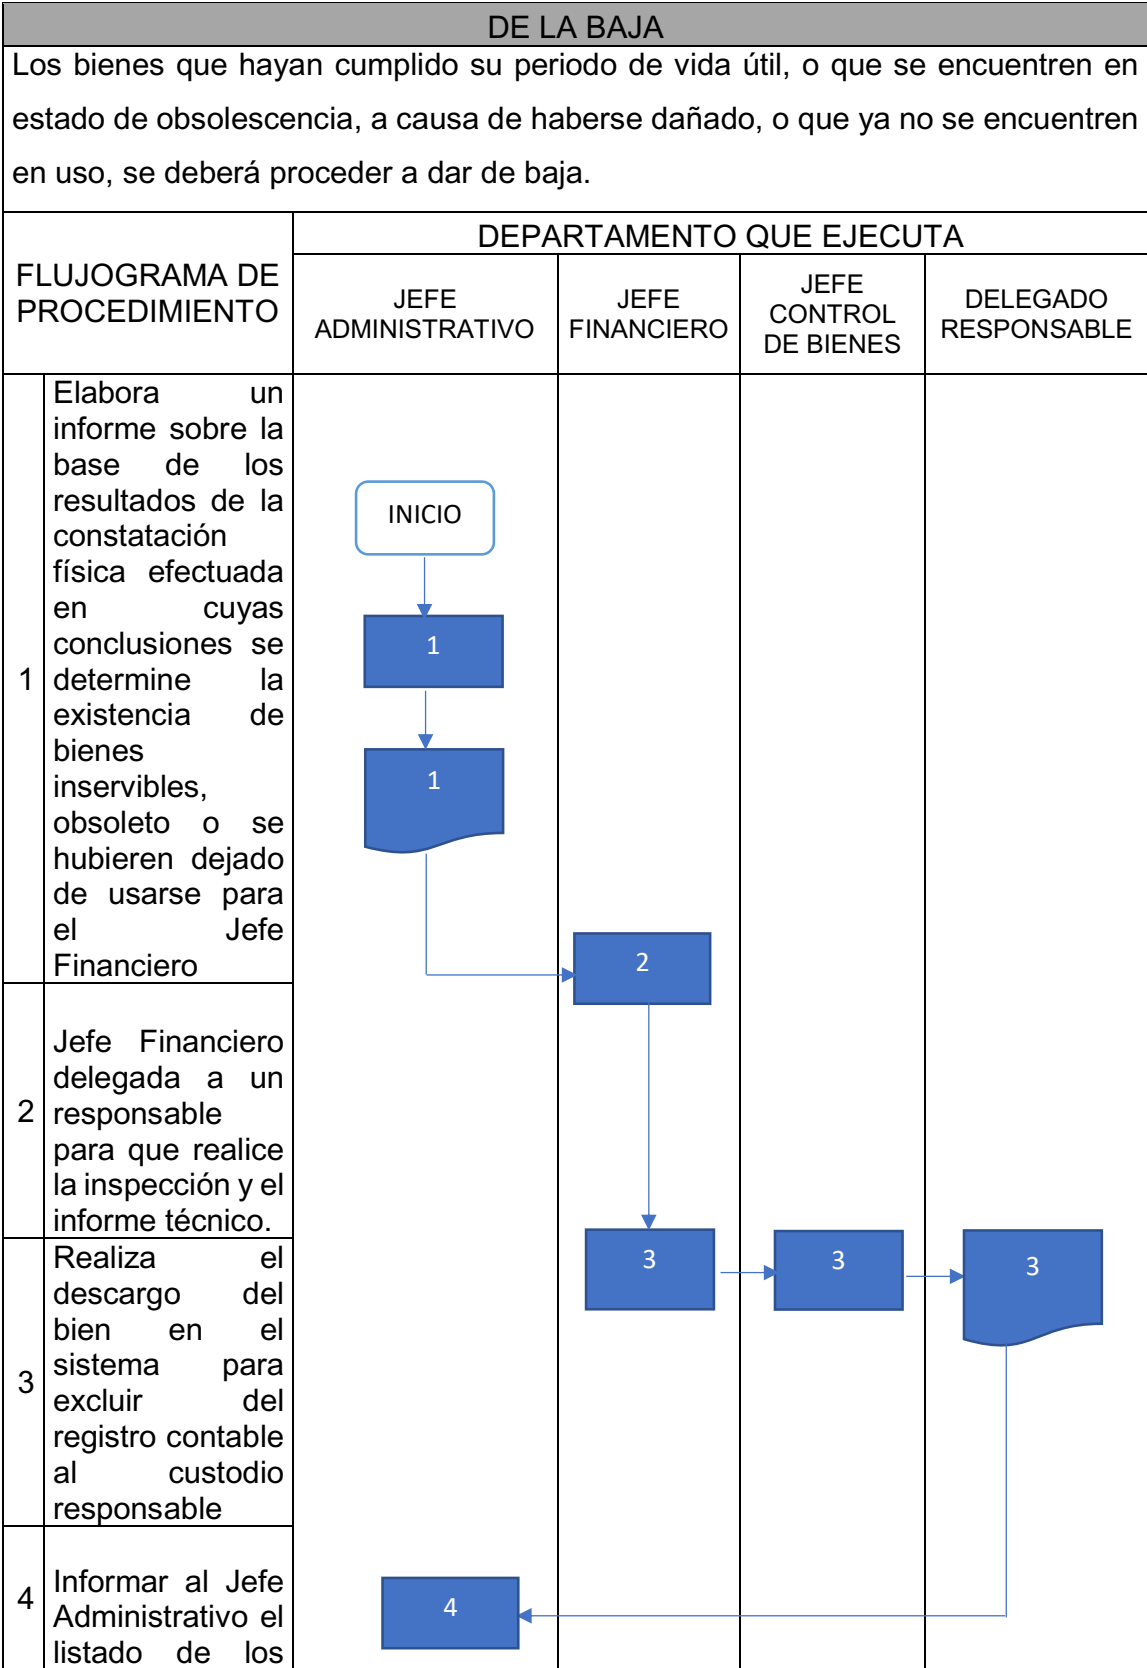 DE LA BAJA
Los bienes que hayan cumplido su periodo de vida útil, o que se encuentren en
estado de obsolescencia, a causa de haberse dañado, o que ya no se encuentren
en uso, se deberá proceder a dar de baja.
FLUJOGRAMA DE
PROCEDIMIENTO
DEPARTAMENTO QUE EJECUTA
JEFE
ADMINISTRATIVO
JEFE
FINANCIERO
JEFE
CONTROL
DE BIENES
DELEGADO
RESPONSABLE
1
Elabora un
informe sobre la
base de los
resultados de la
constatación
física efectuada
en cuyas
conclusiones se
determine la
existencia de
bienes
inservibles,
obsoleto o se
hubieren dejado
de usarse para
el Jefe
Financiero
INICIO
1
1
2
2
Jefe Financiero
delegada a un
responsable
para que realice
la inspección y el
informe técnico.
3
Realiza el
descargo del
bien en el
sistema para
excluir del
registro contable
al custodio
responsable
3
3
3
4
Informar al Jefe
Administrativo el
listado de los
4